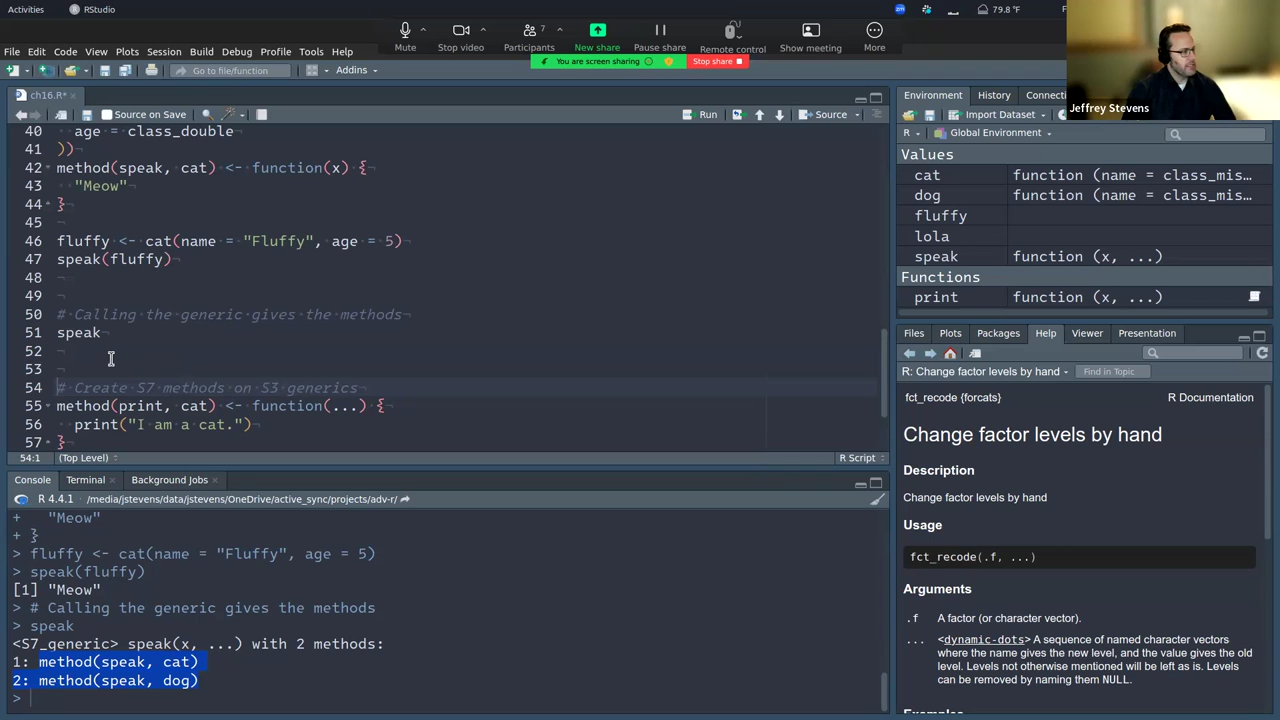 Activities
RStudio
79.8 °F
Mute
Stop video
Participants
7
New share
Pause share
Remote control
Show meeting
More
You are screen sharing
Stop share
Jeffrey Stevens
File Edit Code View Plots Session Build Debug Profile Tools Help
Go to file/function
Addins
ch16.R*
Source on Save
Run
Source
40 age = class_double
41 ))
42 method(speak, cat) <- function(x) {
43 "Meow"
44 }
45
46 fluffy <- cat(name = "Fluffy", age = 5)
47 speak(fluffy)
48
49
50 # Calling the generic gives the methods
51 speak
52
53
54 # Create S7 methods on S3 generics
55 method(print, cat) <- function(...) {
56 print("I am a cat.")
57 }
54:1 (Top Level)
R Script
Console Terminal Background Jobs
R 4.4.1 · /media/jstevens/data/jstevens/OneDrive/active_sync/projects/adv-r/
+ "Meow"
+ }
> fluffy <- cat(name = "Fluffy", age = 5)
> speak(fluffy)
[1] "Meow"
> # Calling the generic gives the methods
> speak
<S7_generic> speak(x, ...) with 2 methods:
1: method(speak, cat)
2: method(speak, dog)
>
Environment History Connecti
Import Dataset
R Global Environment
Values
cat function (name = class_mis…
dog function (name = class_mis…
fluffy
lola
speak function (x, ...)
Functions
print function (x, ...)
Files Plots Packages Help Viewer Presentation
R: Change factor levels by hand
Find in Topic
fct_recode {forcats} R Documentation
Change factor levels by hand
Description
Change factor levels by hand
Usage
fct_recode(.f, ...)
Arguments
.f A factor (or character vector).
... <dynamic-dots> A sequence of named character vectors
where the name gives the new level, and the value gives the old
level. Levels not otherwise mentioned will be left as is. Levels
can be removed by naming them NULL.
Examples